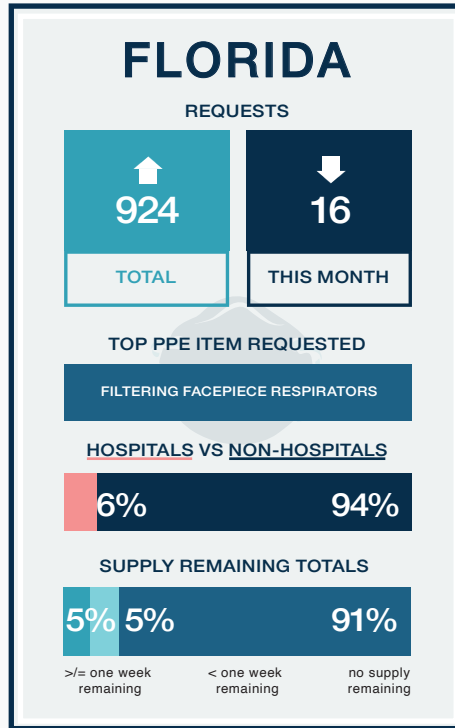 FLORIDA
REQUESTS
924
16
TOTAL
THIS MONTH
TOP PPE ITEM REQUESTED
FILTERING FACEPIECE RESPIRATORS
HOSPITALS VS NON-HOSPITALS
6%
94%
SUPPLY REMAINING TOTALS
5%
5%
91%
>/= one week
remaining
< one week
remaining
no supply
remaining